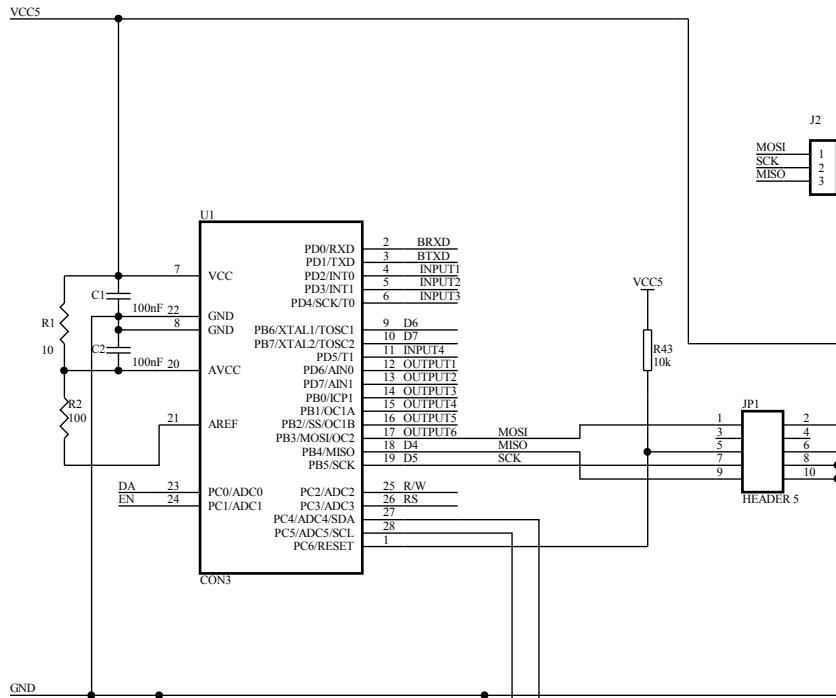 VCC5
J2
MOSI 1
SCK 2
MISO 3
U1
PD0/RXD 2 BRXD
PD1/TXD 3 BTXD
7 VCC PD2/INT0 4 INPUT1
PD3/INT1 5 INPUT2
PD4/SCK/T0 6 INPUT3
VCC5
C1
100nF
22 GND
8 GND
PB6/XTAL1/TOSC1 9 D6
PB7/XTAL2/TOSC2 10 D7
PD5/T1 11 INPUT4
PD6/AIN0 12 OUTPUT1
PD7/AIN1 13 OUTPUT2
PB0/ICP1 14 OUTPUT3
PB1/OC1A 15 OUTPUT4
PB2//SS/OC1B 16 OUTPUT5
PB3/MOSI/OC2 17 OUTPUT6 MOSI
PB4/MISO 18 D4 MISO
PB5/SCK 19 D5 SCK
R1
10
C2
100nF 20 AVCC
R2
100
21 AREF
R43
10k
JP1
1 2
3 4
5 6
7 8
9 10
HEADER 5
DA 23 PC0/ADC0 PC2/ADC2 25 R/W
EN 24 PC1/ADC1 PC3/ADC3 26 RS
PC4/ADC4/SDA 27
PC5/ADC5/SCL 28
PC6/RESET 1
CON3
GND